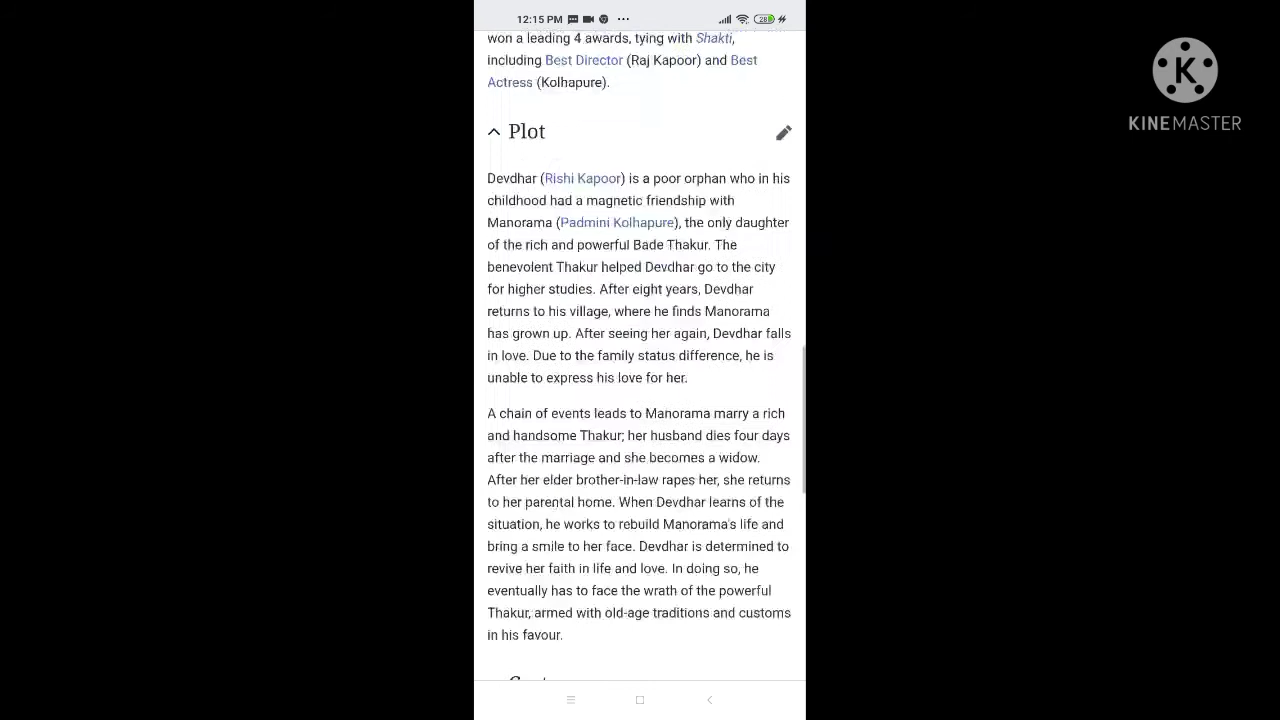 12:15 PM
28
won a leading 4 awards, tying with Shakti,
including Best Director (Raj Kapoor) and Best
Actress (Kolhapure).
Plot
Devdhar (Rishi Kapoor) is a poor orphan who in his
childhood had a magnetic friendship with
Manorama (Padmini Kolhapure), the only daughter
of the rich and powerful Bade Thakur. The
benevolent Thakur helped Devdhar go to the city
for higher studies. After eight years, Devdhar
returns to his village, where he finds Manorama
has grown up. After seeing her again, Devdhar falls
in love. Due to the family status difference, he is
unable to express his love for her.
A chain of events leads to Manorama marry a rich
and handsome Thakur; her husband dies four days
after the marriage and she becomes a widow.
After her elder brother-in-law rapes her, she returns
to her parental home. When Devdhar learns of the
situation, he works to rebuild Manorama's life and
bring a smile to her face. Devdhar is determined to
revive her faith in life and love. In doing so, he
eventually has to face the wrath of the powerful
Thakur, armed with old-age traditions and customs
in his favour.
K
KINEMASTER